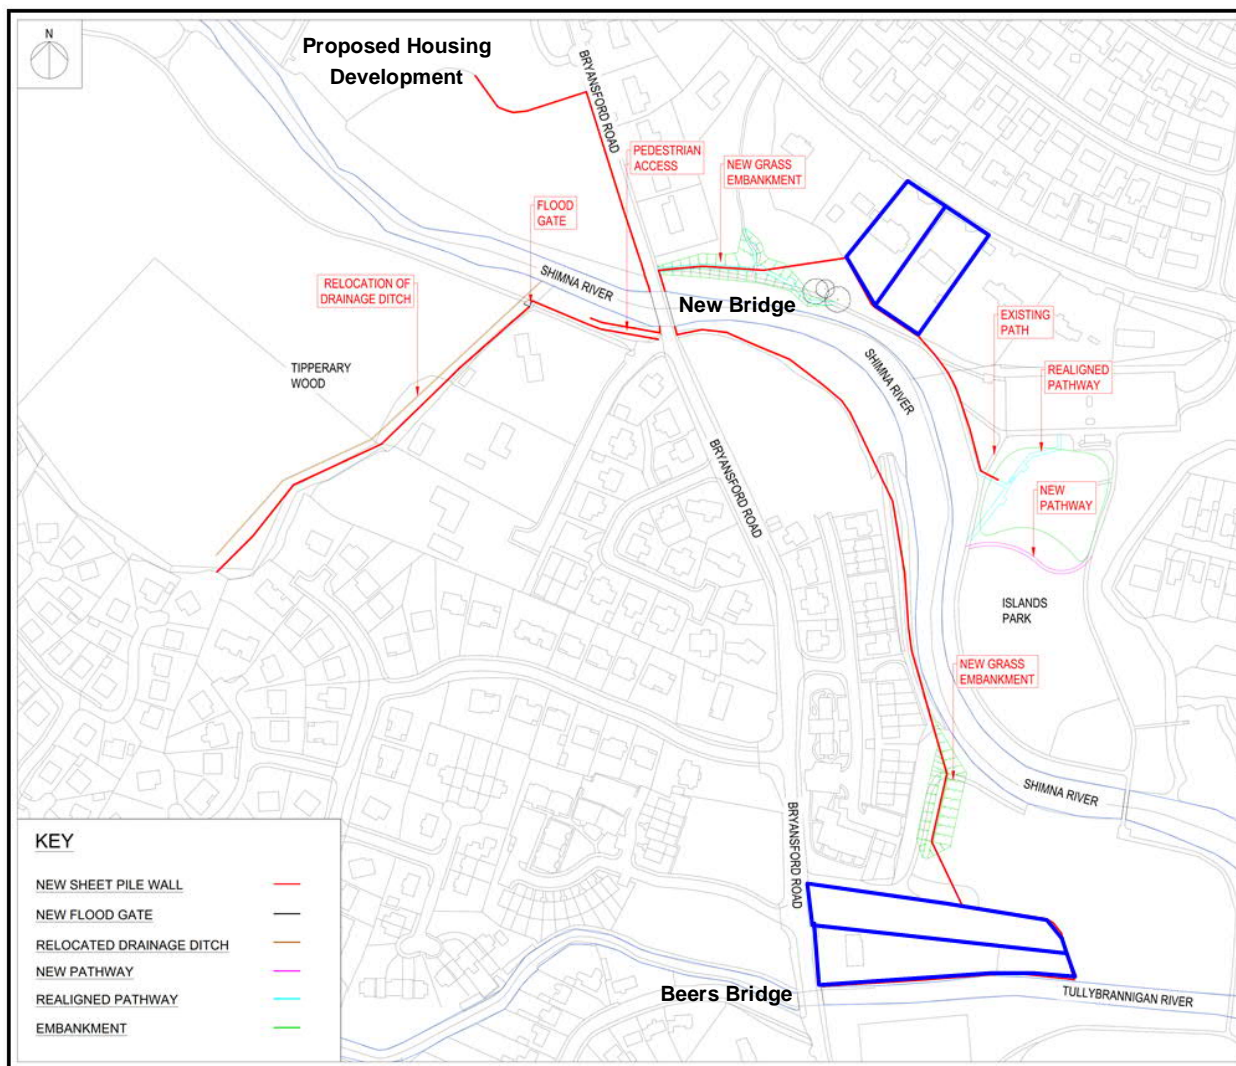 N
Proposed Housing
Development
BRYANSFORD ROAD
PEDESTRIAN
ACCESS
NEW GRASS
EMBANKMENT
FLOOD
GATE
SHIMNA RIVER
RELOCATION OF
DRAINAGE DITCH
New Bridge
EXISTING
PATH
TIPPERARY
WOOD
SHIMNA RIVER
REALIGNED
PATHWAY
BRYANSFORD ROAD
NEW
PATHWAY
ISLANDS
PARK
NEW GRASS
EMBANKMENT
SHIMNA RIVER
BRYANSFORD ROAD
Beers Bridge
TULLYBRANNIGAN RIVER
KEY
NEW SHEET PILE WALL
NEW FLOOD GATE
RELOCATED DRAINAGE DITCH
NEW PATHWAY
REALIGNED PATHWAY
EMBANKMENT